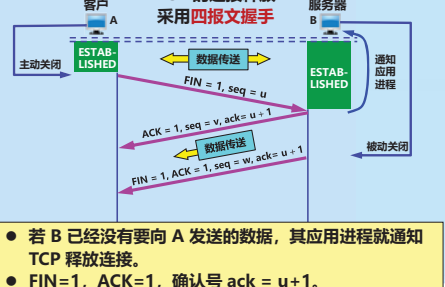 客户
服务器
A
B
采用四报文握手
ESTAB-
LISHED
数据传送
ESTAB-
LISHED
通知
应用
进程
主动关闭
FIN = 1, seq = u
ACK = 1, seq = v, ack= u + 1
数据传送
被动关闭
FIN = 1, ACK = 1, seq = w, ack= u + 1
● 若 B 已经没有要向 A 发送的数据，其应用进程就通知
TCP 释放连接。
● FIN=1，ACK=1，确认号 ack = u+1。